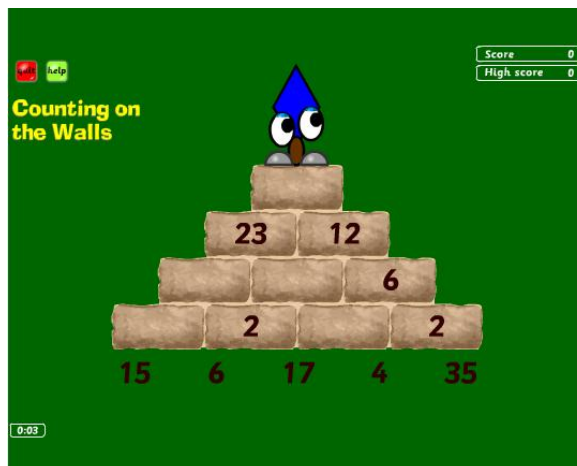 Score 0
quit help
High score 0
Counting on
the Walls
23 12
6
2 2
15 6 17 4 35
0:03